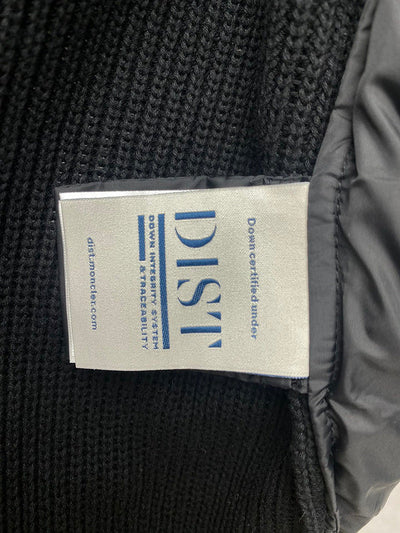 Down certified under
DIST
DOWN INTEGRITY SYSTEM
& TRACEABILITY
dist.moncler.com